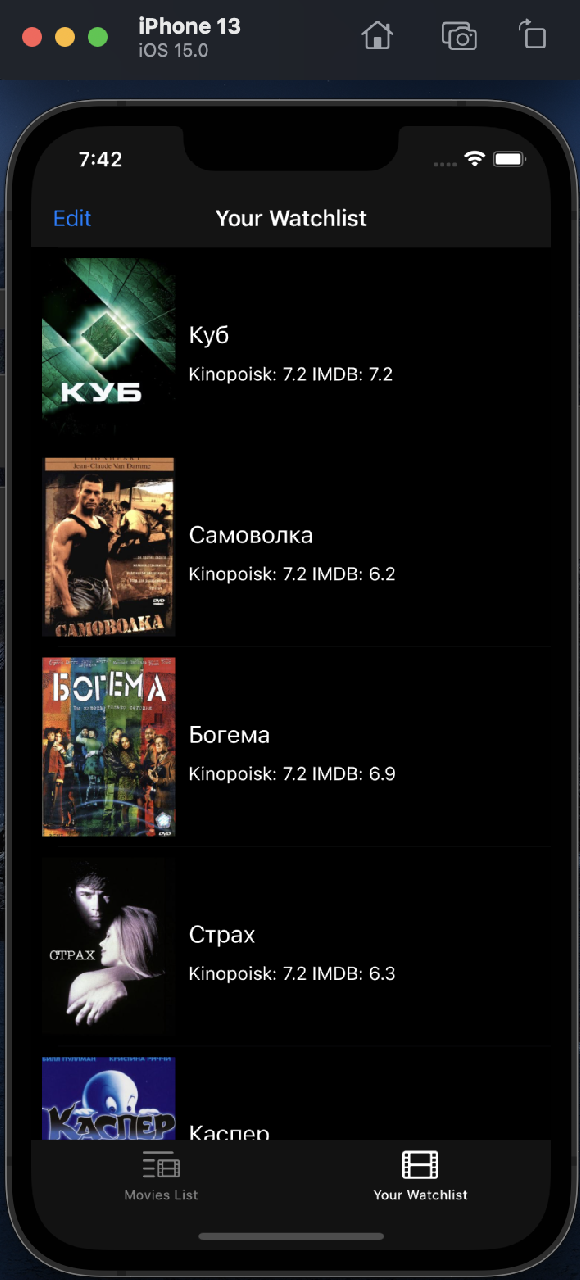 iPhone 13
iOS 15.0
7:42
Edit
Your Watchlist
КУБ
Куб
Kinopoisk: 7.2 IMDB: 7.2
Jean-Claude Van Damme
САМОВОЛКА
Самоволка
Kinopoisk: 7.2 IMDB: 6.2
БОГЕМА
Богема
Kinopoisk: 7.2 IMDB: 6.9
СТРАХ
Страх
Kinopoisk: 7.2 IMDB: 6.3
КАСПЕР
Каспер
Movies List
Your Watchlist